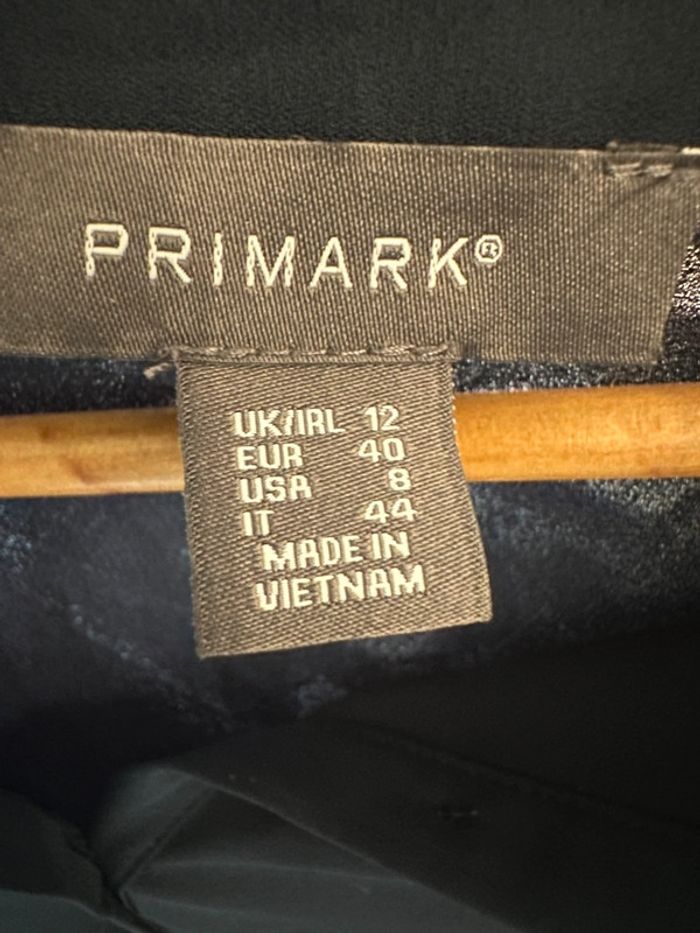 PRIMARK®
UK/IRL 12
EUR 40
USA 8
IT 44
MADE IN
VIETNAM